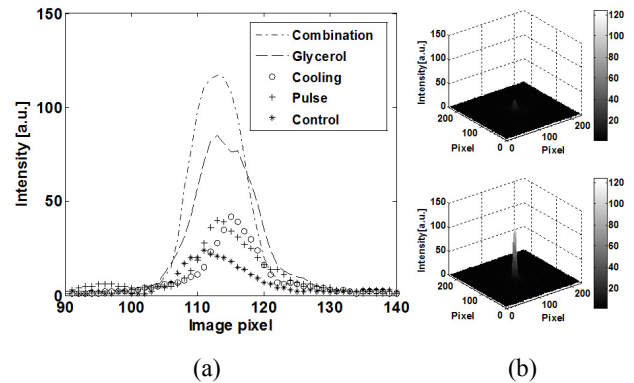 Combination
Glycerol
Cooling
Pulse
Control
Intensity [a.u.]
150
100
50
0
90 100 110 120 130 140
Image pixel
(a)
Intensity[a.u.]
150
100
50
0
200
100
0
Pixel
0
100
200
Pixel
120
100
80
60
40
20
Intensity[a.u.]
150
100
50
0
200
100
0
Pixel
0
100
200
Pixel
120
100
80
60
40
20
(b)